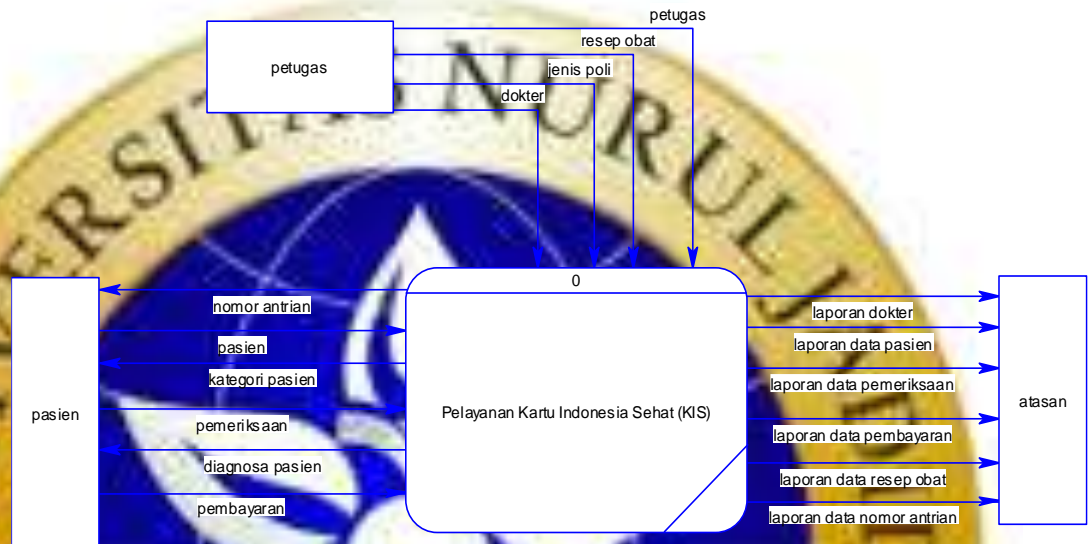 petugas
resep obat
jenis poli
dokter
petugas
0
Pelayanan Kartu Indonesia Sehat (KIS)
pasien
nomor antrian
pasien
kategori pasien
pemeriksaan
diagnosa pasien
pembayaran
laporan dokter
laporan data pasien
laporan data pemeriksaan
laporan data pembayaran
laporan data resep obat
laporan data nomor antrian
atasan
ERSITAS NURUL J